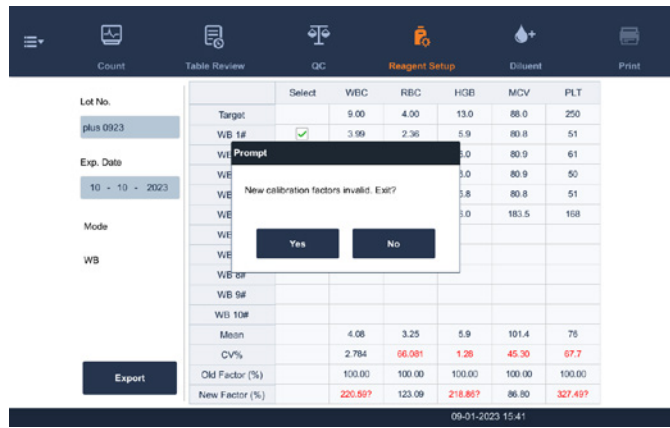 Count Table Review QC Reagent Setup Diluent Print
Lot No.
plus 0923
Exp. Date
10 - 10 - 2023
Mode
WB
Export
Select WBC RBC HGB MCV PLT
Target 9.00 4.00 13.0 88.0 250
WB 1# 3.99 2.36 5.9 80.8 51
80.9 61
80.9 50
80.8 51
183.5 168
WB 9#
WB 10#
Mean 4.08 3.25 5.9 101.4 76
CV% 2.784 66.081 1.28 45.30 67.7
Old Factor (%) 100.00 100.00 100.00 100.00 100.00
New Factor (%) 220.59? 123.09 218.86? 86.80 327.49?
Prompt
New calibration factors invalid. Exit?
Yes No
09-01-2023 15:41